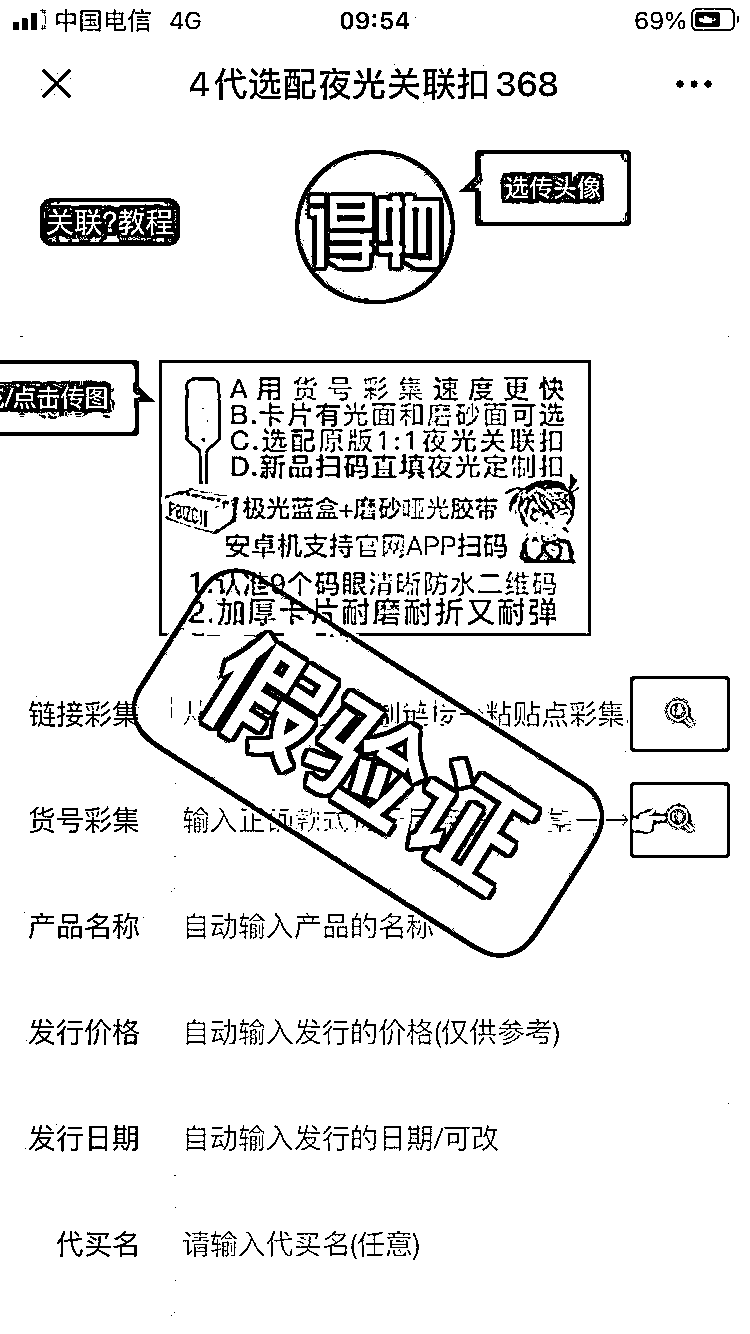 中国电信 4G 09:54 69%
4代选配夜光关联扣368
选传头像
关联?教程
得物
/点击传图
A用货号彩集速度更快
B.卡片有光面和磨砂面可选
C.选配原版1:1夜光关联扣
D.新品扫码直填夜光定制扣
极光蓝盒+磨砂哑光胶带
安卓机支持官网APP扫码
1.认准9个码眼清晰防水二维码
2.加厚卡片耐磨耐折又耐弹
假验证
链接彩集 制链接 粘贴点彩集
货号彩集 输入正 款式
产品名称 自动输入产品的名称
发行价格 自动输入发行的价格(仅供参考)
发行日期 自动输入发行的日期/可改
代买名 请输入代买名(任意)